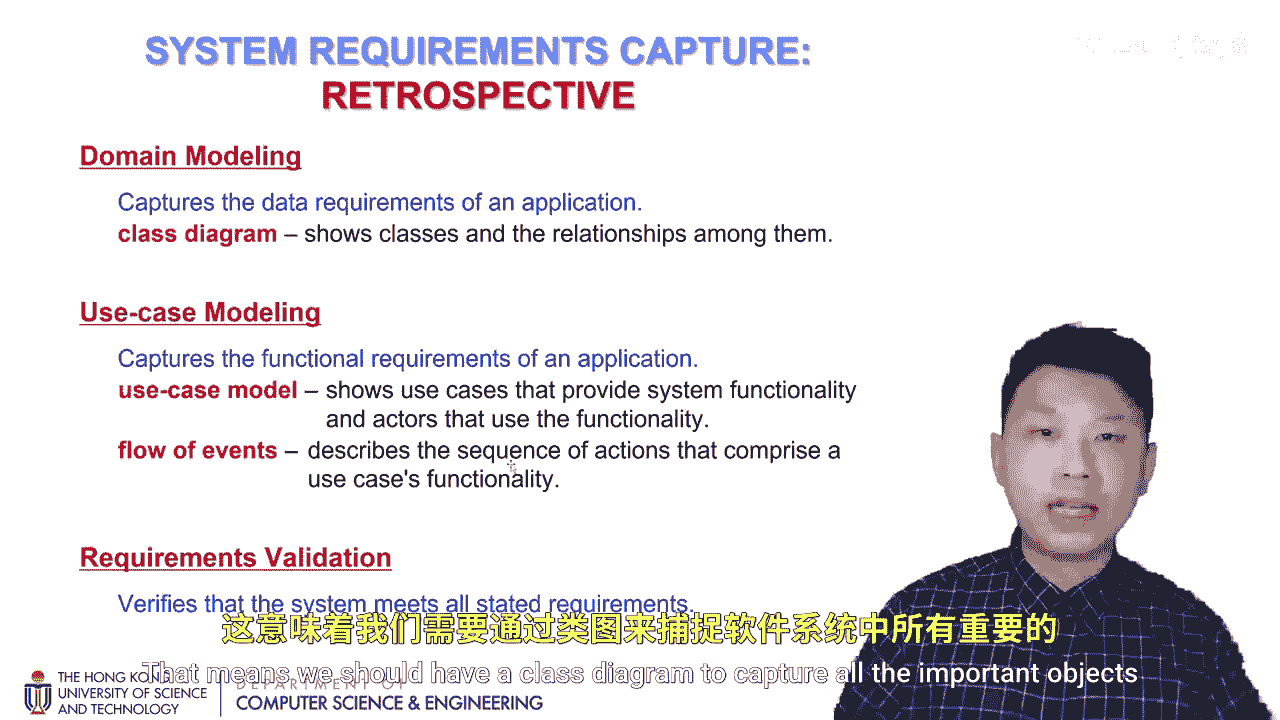 SYSTEM REQUIREMENTS CAPTURE:
RETROSPECTIVE
Domain Modeling
Captures the data requirements of an application.
class diagram – shows classes and the relationships among them.
Use-case Modeling
Captures the functional requirements of an application.
use-case model – shows use cases that provide system functionality
and actors that use the functionality.
flow of events – describes the sequence of actions that comprise a
use case's functionality.
Requirements Validation
Verifies that the system meets all stated requirements.
这意味着我们需要通过类图来捕捉软件系统中所有重要的
That means we should have a class diagram to capture all the important objects
THE HONG KONG
UNIVERSITY OF SCIENCE
AND TECHNOLOGY
DEPARTMENT OF
COMPUTER SCIENCE & ENGINEERING